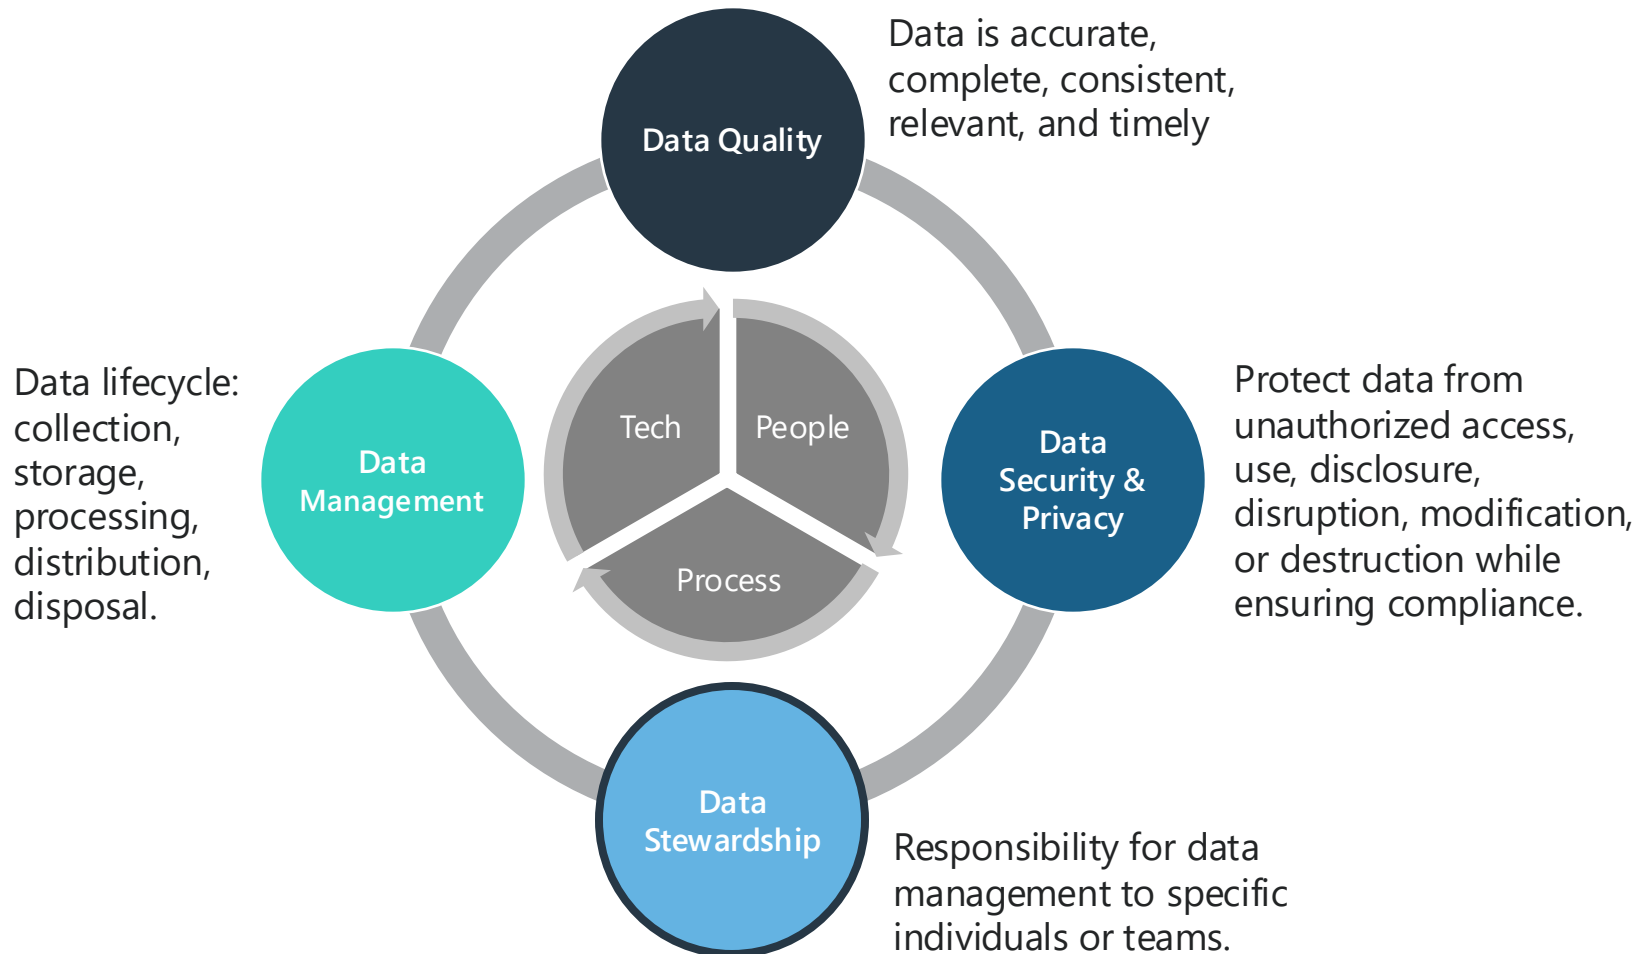 Data Quality
Data is accurate,
complete, consistent,
relevant, and timely
Data lifecycle:
collection,
storage,
processing,
distribution,
disposal.
Data
Management
Tech
People
Process
Data
Security &
Privacy
Protect data from
unauthorized access,
use, disclosure,
disruption, modification,
or destruction while
ensuring compliance.
Data
Stewardship
Responsibility for data
management to specific
individuals or teams.